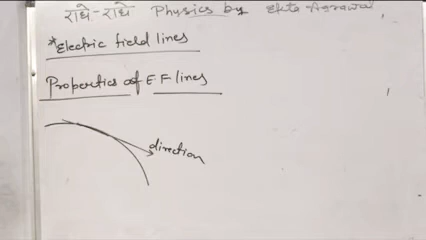 राधे-राधे Physics by Ekta Agrawal
*Electric field lines
Properties of EF lines
direction